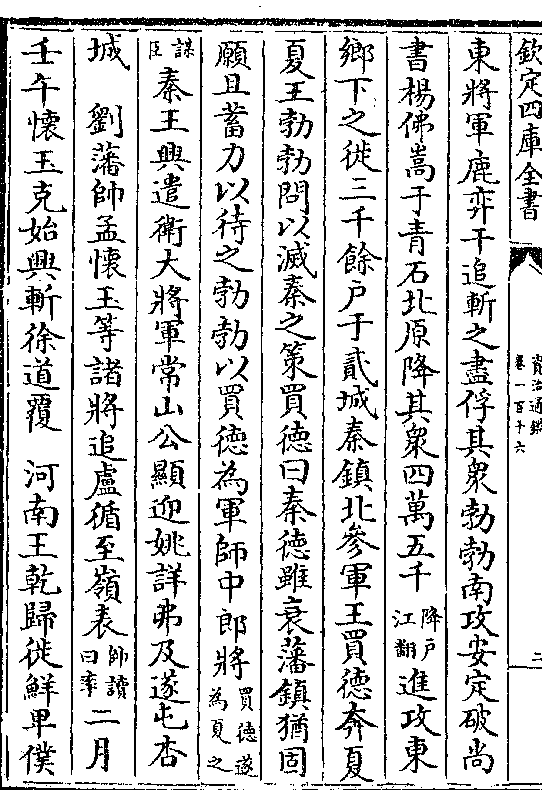 欽定四庫全書
資治通鑑
卷一百十六
二
東將軍鹿弈干追斬之盡俘其衆勃勃南攻安定破尚
書楊佛嵩于青石北原降其衆四萬五千降戸江翻進攻東
鄉下之徙三千餘户于貳城秦鎮北參軍王買德奔夏
夏王勃勃問以滅秦之策買德曰秦德雖衰藩鎮猶固
願且蓄力以待之勃勃以買德為軍師中郎將買德遂為夏之
謀臣秦王興遣衛大將軍常山公顯迎姚詳弗及遂屯杏
城 劉藩帥孟懷玉等諸將追盧循至嶺表帥讀曰率二月
壬午懷玉克始興斬徐道覆 河南王乾歸徙鮮卑僕